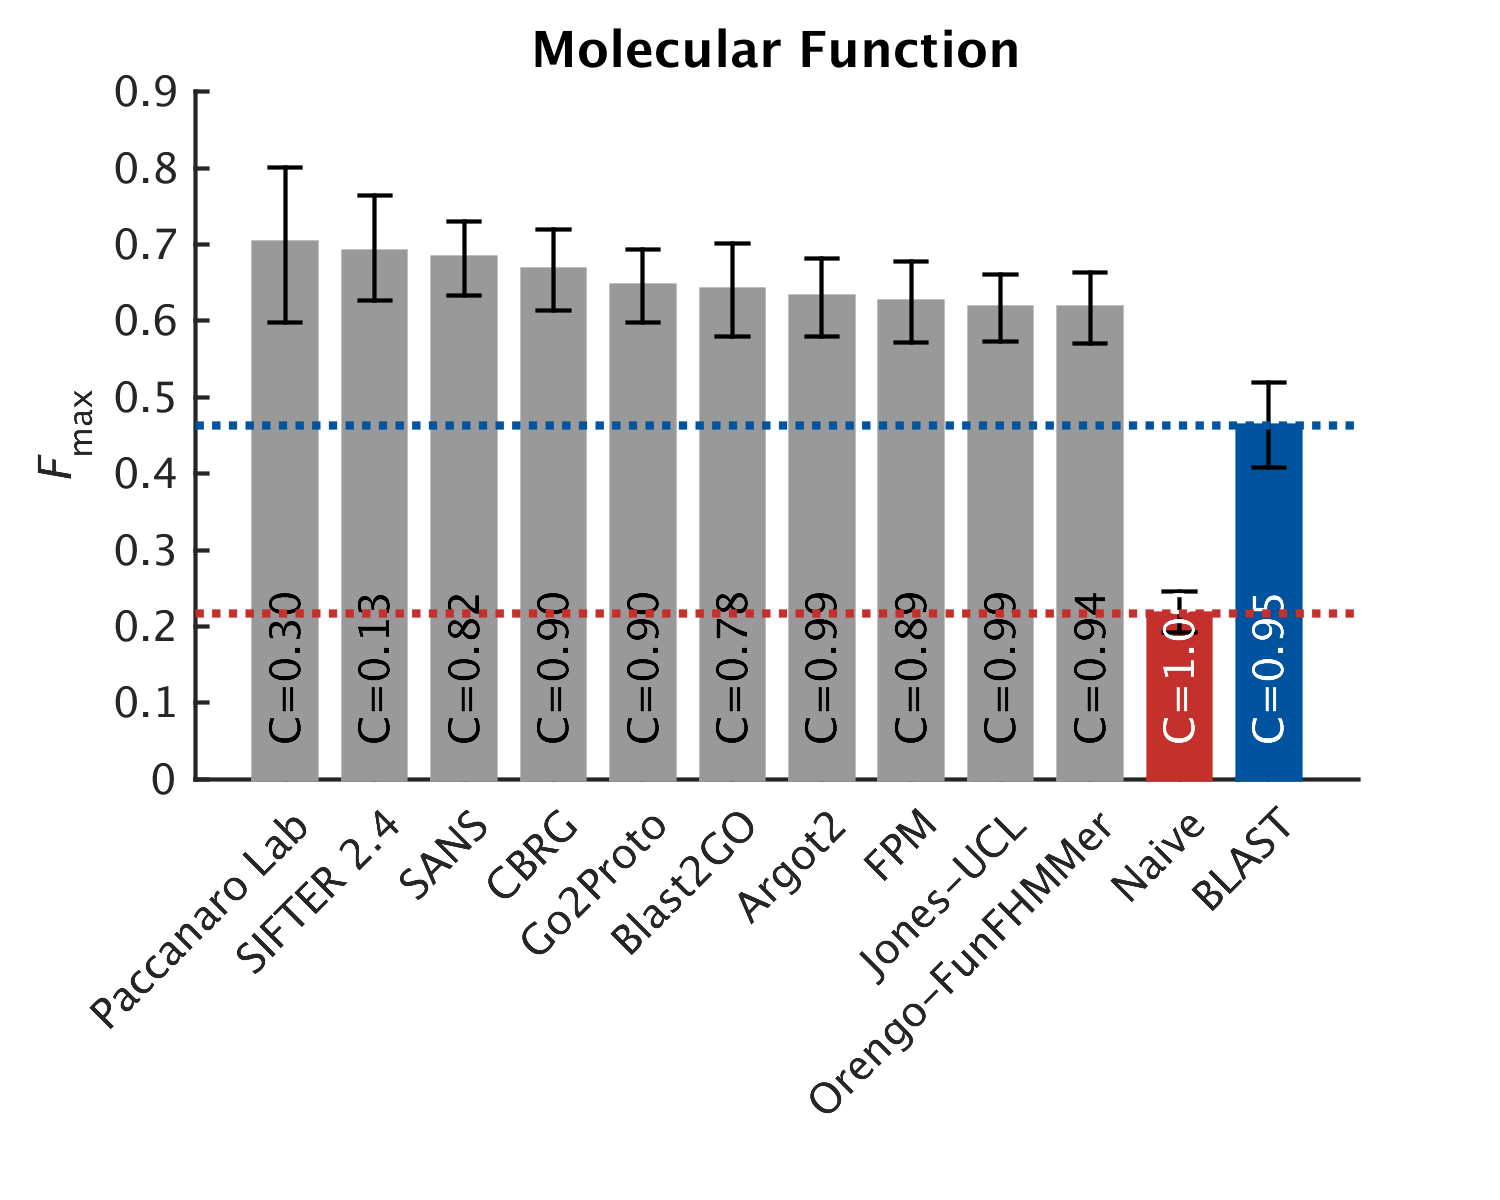 Molecular Function
0.9
0.8
0.7
0.6
0.5
0.4
0.3
0.2
0.1
0
Fmax
C=0.30
C=0.13
C=0.82
C=0.90
C=0.90
C=0.78
C=0.99
C=0.89
C=0.99
C=0.94
C=1.0
C=0.95
Paccanaro Lab
SIFTER 2.4
SANS
CBRG
Go2Proto
Blast2GO
Argot2
FPM
Jones-UCL
Orengo-FunFHMMer
Naive
BLAST